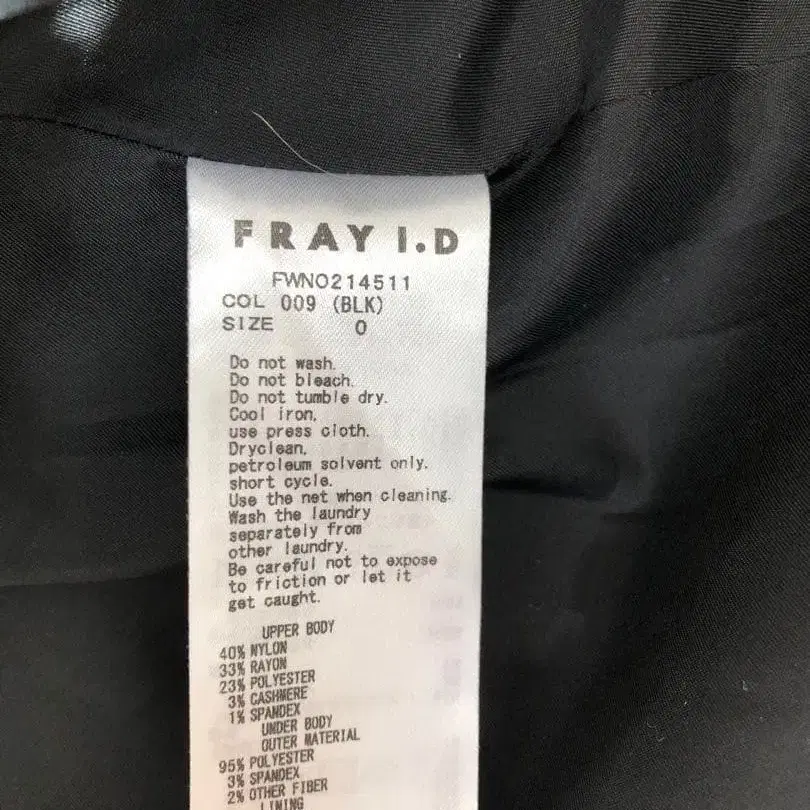 FRAY I.D
FWNO214511
COL 009 (BLK)
SIZE 0
Do not wash.
Do not bleach.
Do not tumble dry.
Cool iron,
use press cloth.
Dryclean,
petroleum solvent only.
short cycle.
Use the net when cleaning.
Wash the laundry
separately from
other laundry.
Be careful not to expose
to friction or let it
get caught.
UPPER BODY
40% NYLON
33% RAYON
23% POLYESTER
3% CASHMERE
1% SPANDEX
UNDER BODY
OUTER MATERIAL
95% POLYESTER
3% SPANDEX
2% OTHER FIBER
LINING